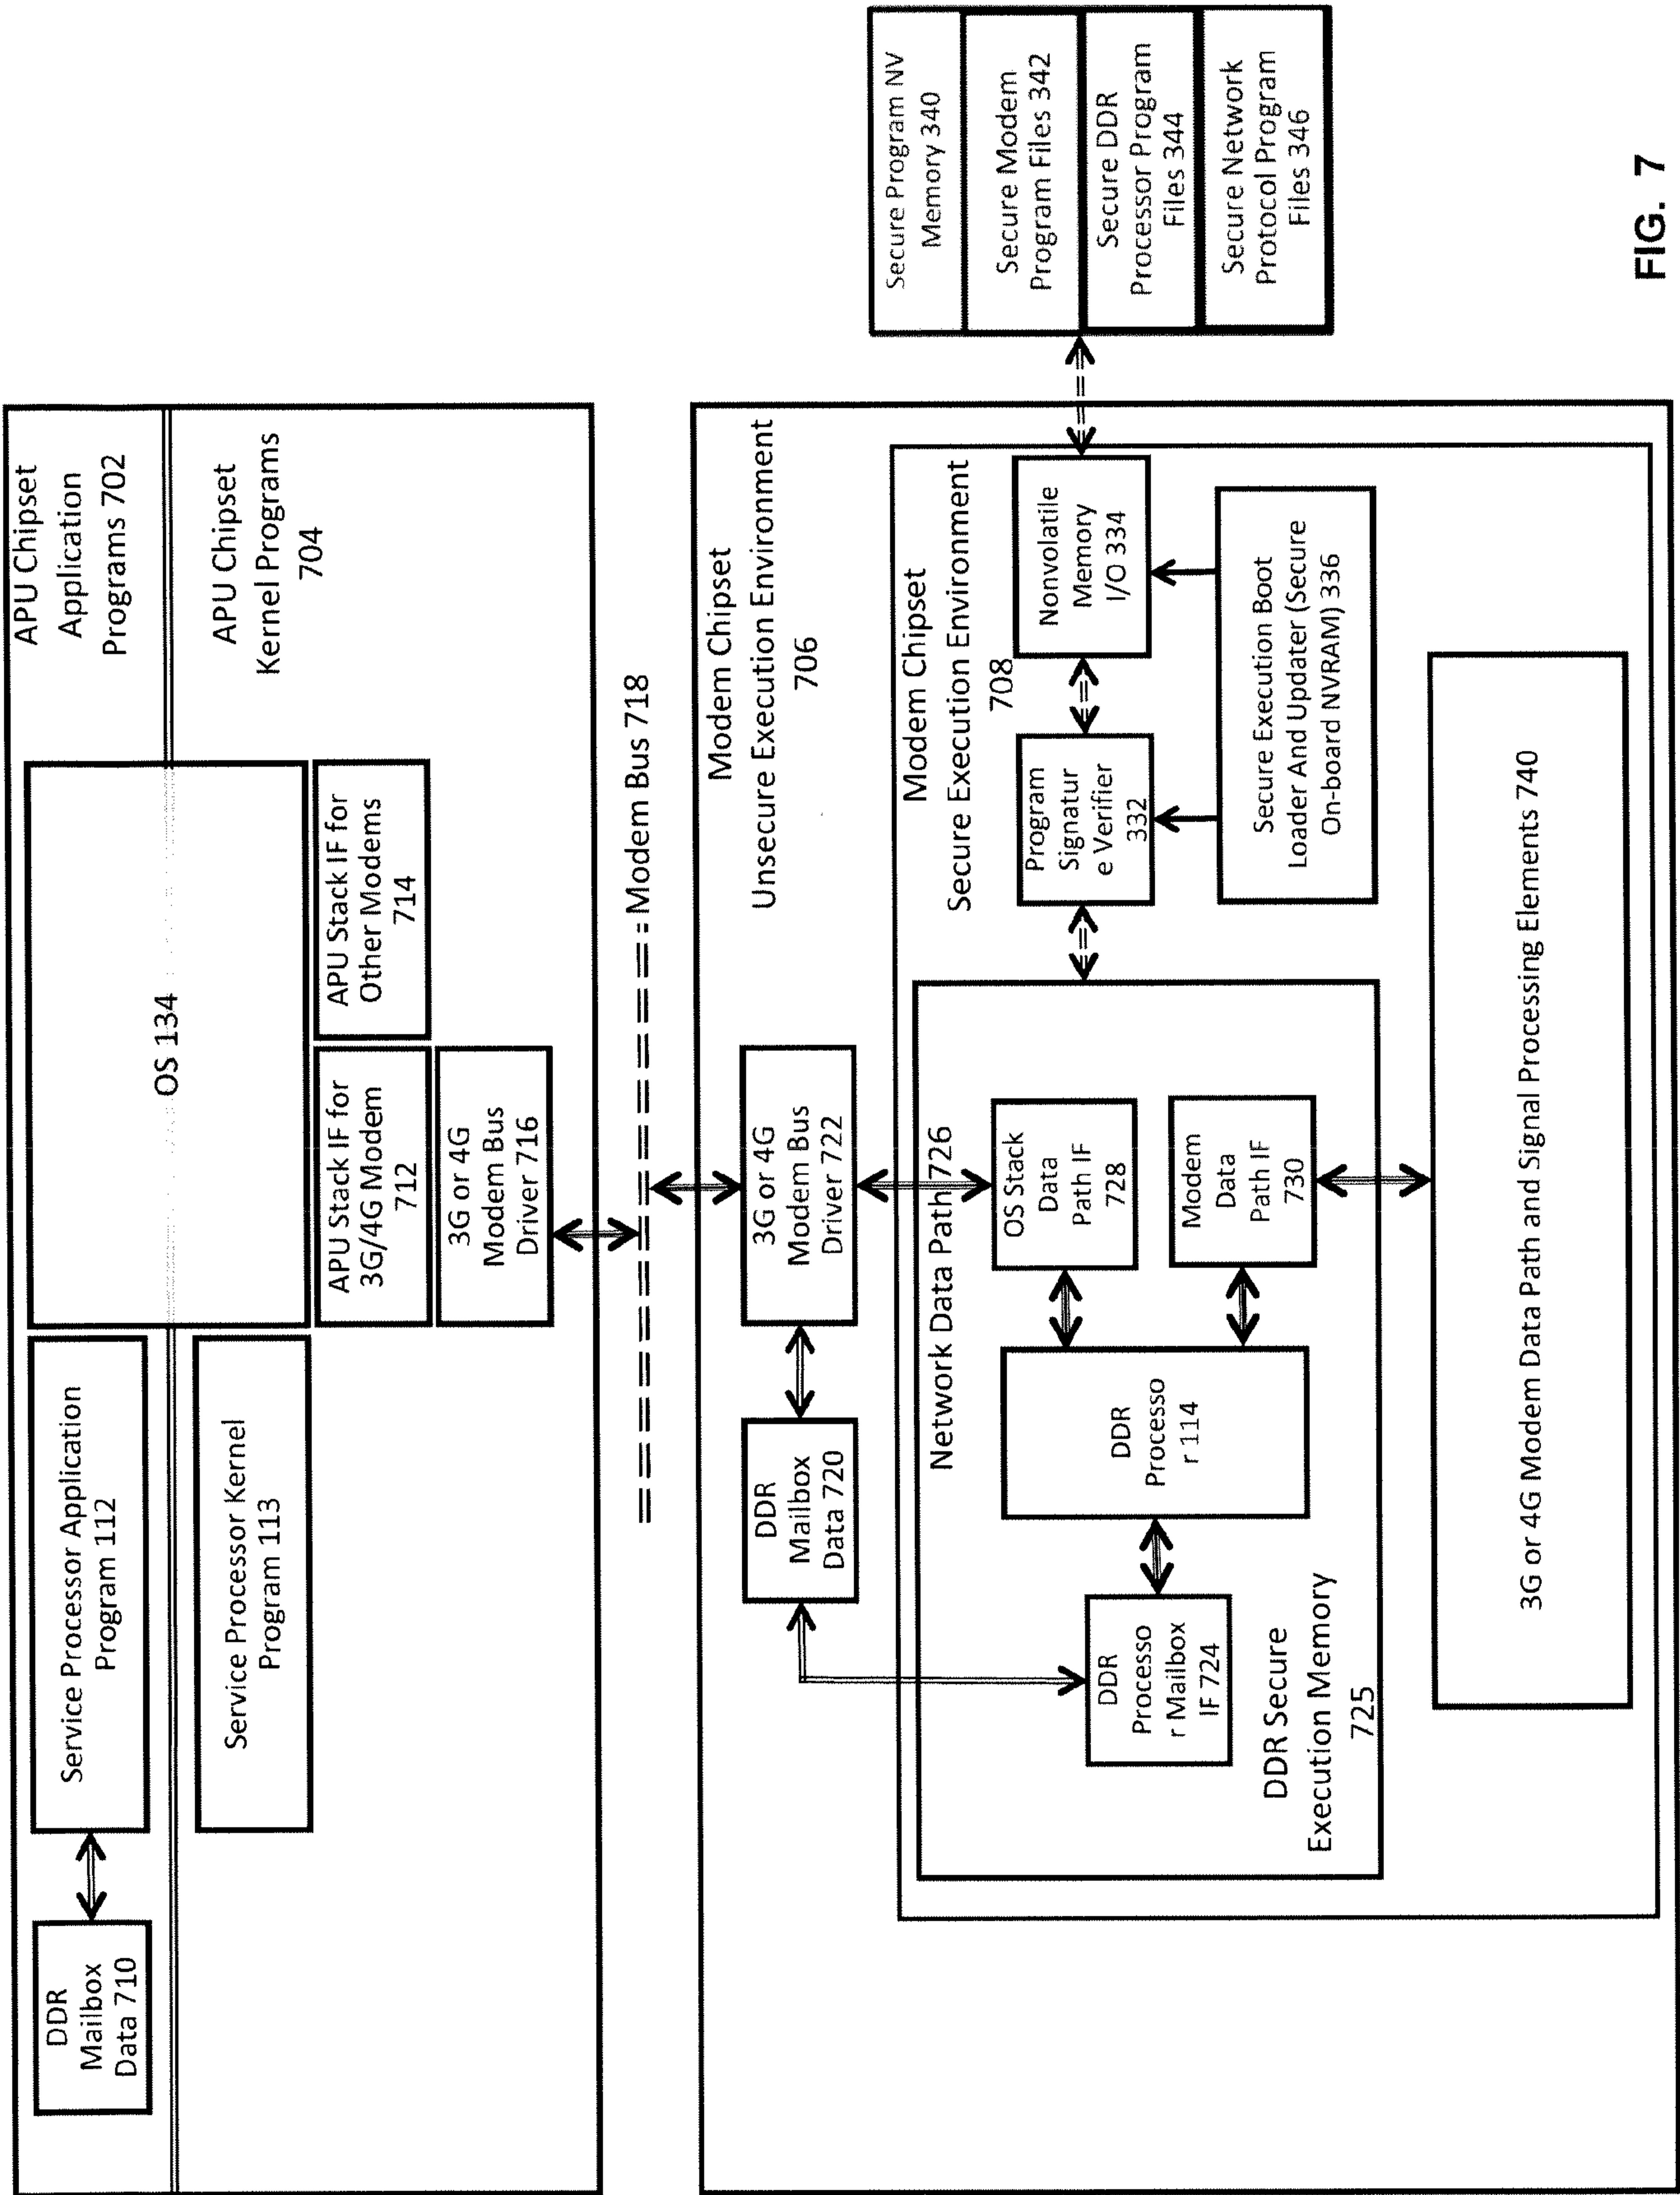 APU Chipset
Application
Programs 702
DDR
Mailbox
Data 710
Service Processor Application
Program 112
OS 134
APU Chipset
Kernel Programs
704
Service Processor Kernel
Program 113
APU Stack IF for
3G/4G Modem
712
APU Stack IF for
Other Modems
714
3G or 4G
Modem Bus
Driver 716
Modem Bus 718
Modem Chipset
Unsecure Execution Environment
706
DDR
Mailbox
Data 720
3G or 4G
Modem Bus
Driver 722
Modem Chipset
Secure Execution Environment
708
Network Data Path 726
DDR
Processo
r Mailbox
IF 724
DDR
Processo
r 114
OS Stack
Data
Path IF
728
Modem
Data
Path IF
730
DDR Secure
Execution Memory
725
Program
Signatur
e Verifier
332
Nonvolatile
Memory
I/O 334
Secure Execution Boot
Loader And Updater (Secure
On-board NVRAM) 336
3G or 4G Modem Data Path and Signal Processing Elements 740
Secure Program NV
Memory 340
Secure Modem
Program Files 342
Secure DDR
Processor Program
Files 344
Secure Network
Protocol Program
Files 346
FIG. 7